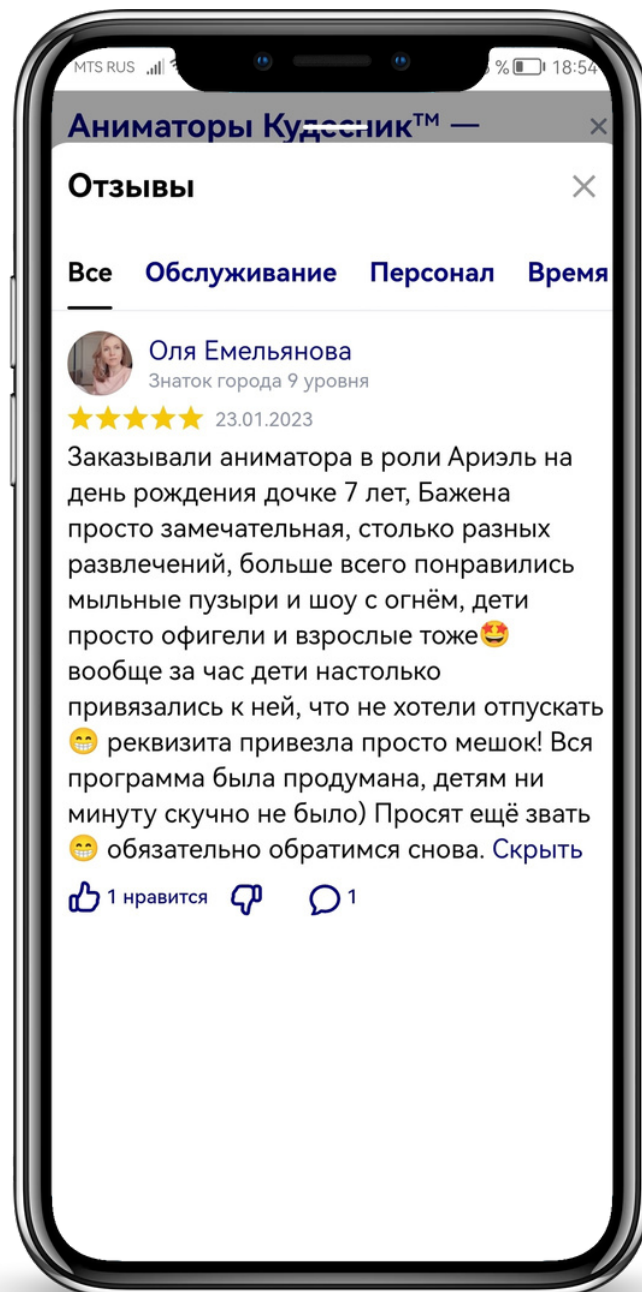 MTS RUS % 18:54
Аниматоры Кудесник™ —
Отзывы
Все Обслуживание Персонал Время
Оля Емельянова
Знаток города 9 уровня
23.01.2023
Заказывали аниматора в роли Ариэль на
день рождения дочке 7 лет, Бажена
просто замечательная, столько разных
развлечений, больше всего понравились
мыльные пузыри и шоу с огнём, дети
просто офигели и взрослые тоже🤩
вообще за час дети настолько
привязались к ней, что не хотели отпускать
😁 реквизита привезла просто мешок! Вся
программа была продумана, детям ни
минуту скучно не было) Просят ещё звать
😁 обязательно обратимся снова. Скрыть
1 нравится 1